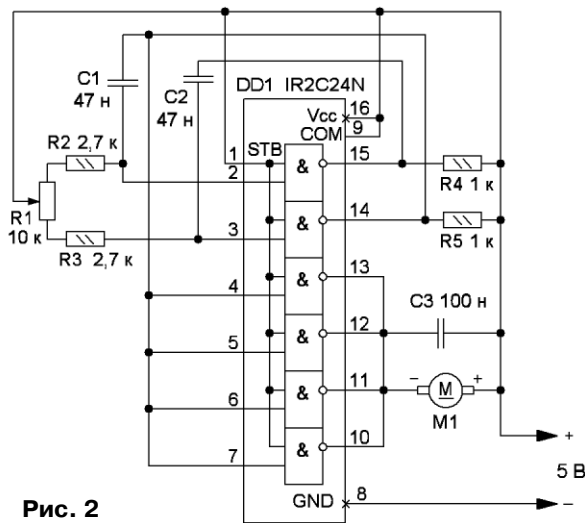 C1
47 н
C2
47 н
DD1 IR2C24N
Vcc
16
COM
9
R2 2,7 к
STB
1
2
&
15
R4 1 к
R1
10 к
R3 2,7 к
3
&
14
R5 1 к
4
&
13
C3 100 н
5
&
12
6
&
11
−
M
+
M1
7
&
10
+
5 В
GND
8
−
Рис. 2